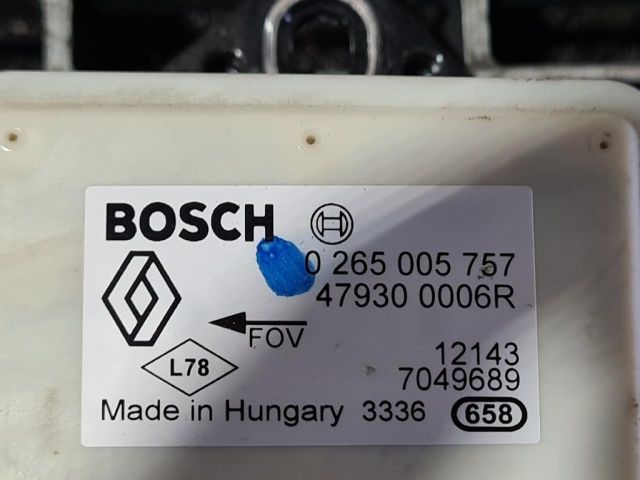 BOSCH
0 265 005 757
47930 0006R
FOV
12143
L78
7049689
Made in Hungary 3336 658